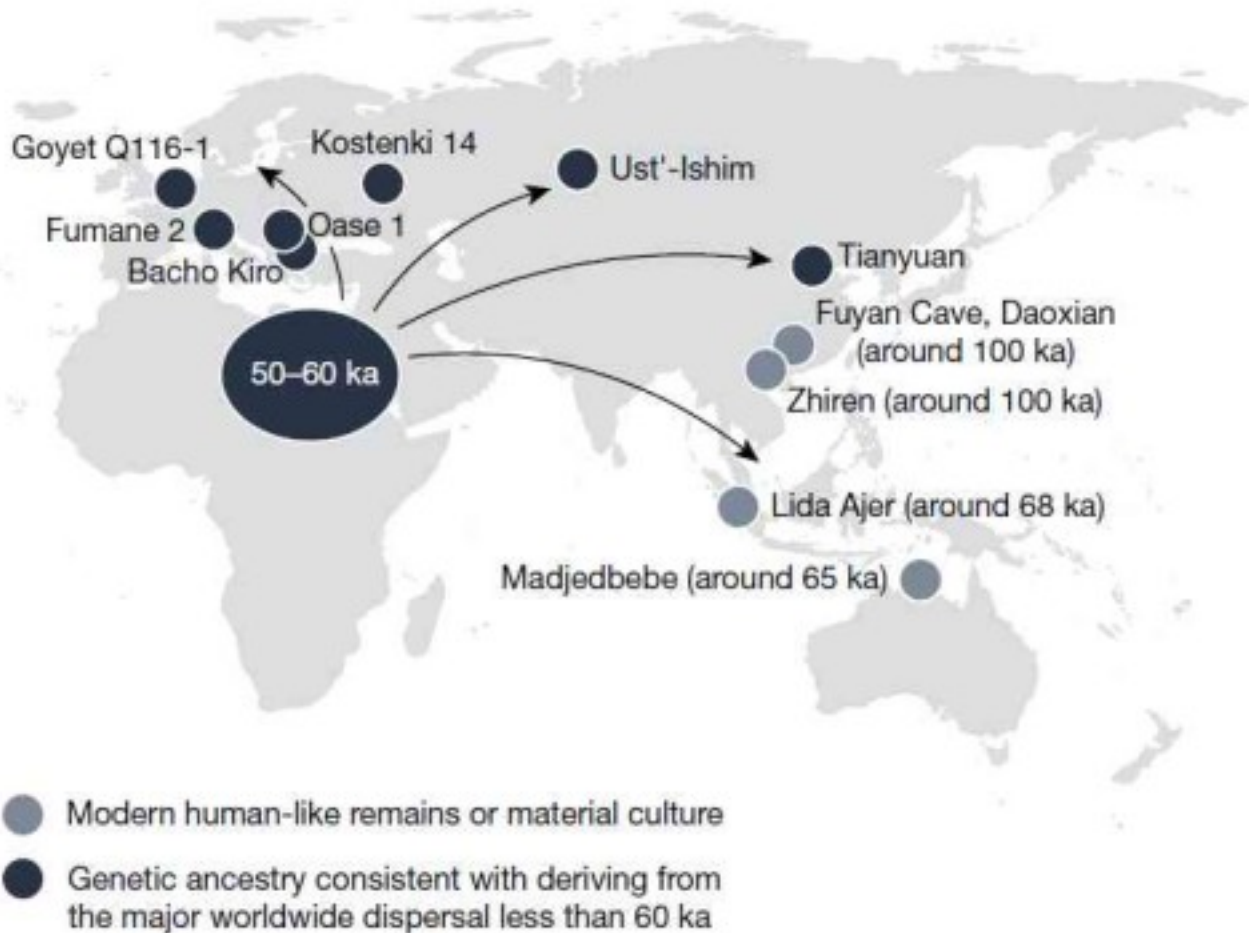 Goyet Q116-1
Kostenki 14
Ust'-Ishim
Fumane 2
Oase 1
Bacho Kiro
Tianyuan
Fuyan Cave, Daoxian
(around 100 ka)
50–60 ka
Zhiren (around 100 ka)
Lida Ajer (around 68 ka)
Madjedbebe (around 65 ka)
Modern human-like remains or material culture
Genetic ancestry consistent with deriving from
the major worldwide dispersal less than 60 ka